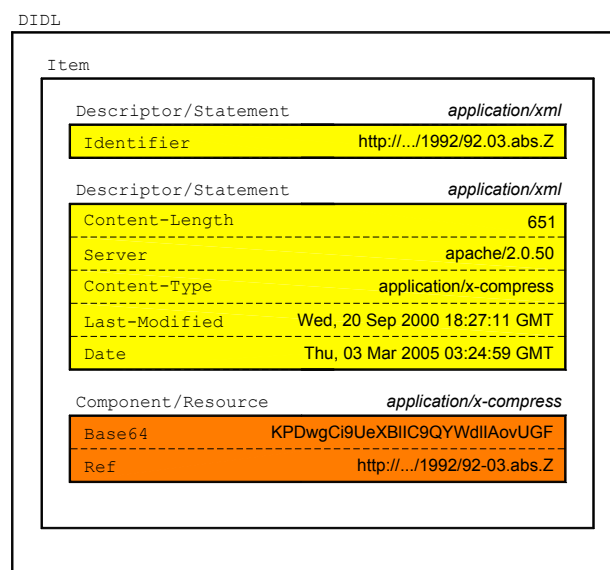 DIDL
Item
Descriptor/Statement application/xml
Identifier http://.../1992/92.03.abs.Z
Descriptor/Statement application/xml
Content-Length 651
Server apache/2.0.50
Content-Type application/x-compress
Last-Modified Wed, 20 Sep 2000 18:27:11 GMT
Date Thu, 03 Mar 2005 03:24:59 GMT
Component/Resource application/x-compress
Base64 KPDwgCi9UeXBlIC9QYWdlIAovUGF
Ref http://.../1992/92-03.abs.Z